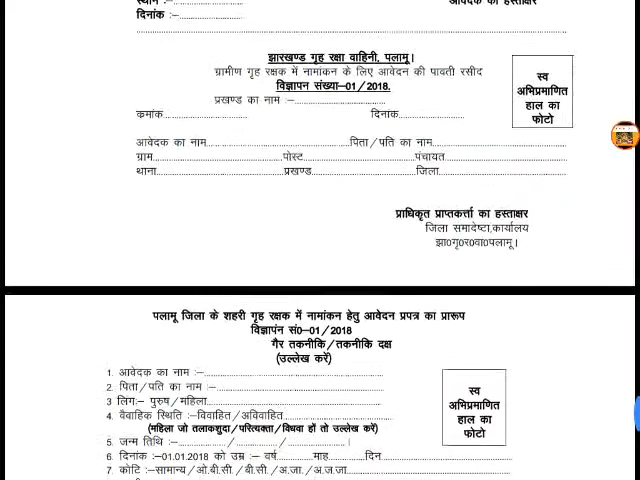 स्थान :–............................ आवेदक का हस्ताक्षर
दिनांक :–............................
झारखण्ड गृह रक्षा वाहिनी, पलामू।
ग्रामीण गृह रक्षक में नामांकन के लिए आवेदन की पावती रसीद
विज्ञापन संख्या–01/2018.
प्रखण्ड का नाम :–............................
स्व
अभिप्रमाणित
हाल का
फोटो
क्रमांक............................ दिनांक............................
आवेदक का नाम............................पिता/पति का नाम............................
ग्राम............................पोस्ट............................पंचायत............................
थाना............................प्रखण्ड............................जिला............................
प्राधिकृत प्राप्तकर्त्ता का हस्ताक्षर
जिला समादेष्टा,कार्यालय
झा0गृ0र0वा0पलामू।
पलामू जिला के शहरी गृह रक्षक में नामांकन हेतु आवेदन प्रपत्र का प्रारूप
विज्ञापंन सं0–01/2018
गैर तकनीकि/तकनीकि दक्ष
(उल्लेख करें)
1. आवेदक का नाम :–............................
2. पिता/पति का नाम :–............................
3 लिग:– पुरुष/महिला............................
4. वैवाहिक स्थिति :–विवाहित/अविवाहित............................
(महिला जो तलाकशुदा/परित्यक्ता/विधवा हों तो उल्लेख करें)
स्व
अभिप्रमाणित
हाल का
फोटो
5. जन्म तिथि :–............../............../..............।
6. दिनांक :–01.01.2018 को उम्र :– वर्ष............माह............दिन............................
7. कोटि :–सामान्य/ओ.बी.सी./बी.सी./अ.जा./अ.ज.जा............................